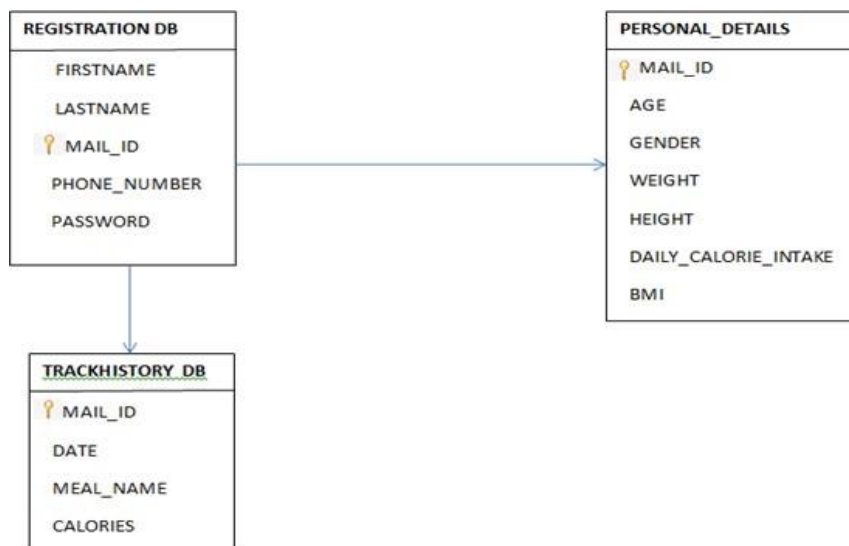 REGISTRATION DB
FIRSTNAME
LASTNAME
MAIL_ID
PHONE_NUMBER
PASSWORD
PERSONAL_DETAILS
MAIL_ID
AGE
GENDER
WEIGHT
HEIGHT
DAILY_CALORIE_INTAKE
BMI
TRACKHISTORY_DB
MAIL_ID
DATE
MEAL_NAME
CALORIES